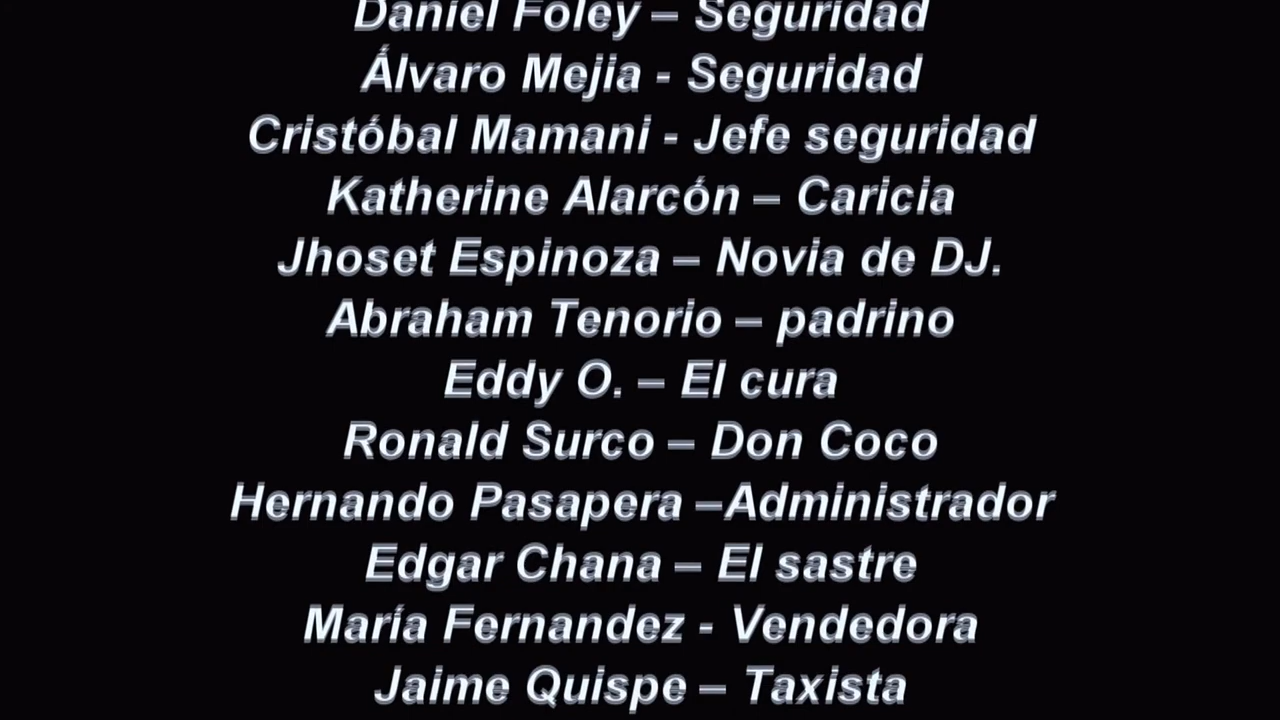 Daniel Foley – Seguridad
Álvaro Mejia - Seguridad
Cristóbal Mamani - Jefe seguridad
Katherine Alarcón – Caricia
Jhoset Espinoza – Novia de DJ.
Abraham Tenorio – padrino
Eddy O. – El cura
Ronald Surco – Don Coco
Hernando Pasapera –Administrador
Edgar Chana – El sastre
María Fernandez - Vendedora
Jaime Quispe – Taxista